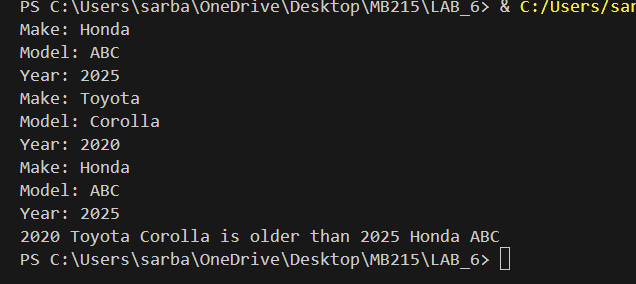 PS C:\Users\sarba\OneDrive\Desktop\MB215\LAB_6> & C:/Users/sar
Make: Honda
Model: ABC
Year: 2025
Make: Toyota
Model: Corolla
Year: 2020
Make: Honda
Model: ABC
Year: 2025
2020 Toyota Corolla is older than 2025 Honda ABC
PS C:\Users\sarba\OneDrive\Desktop\MB215\LAB_6>